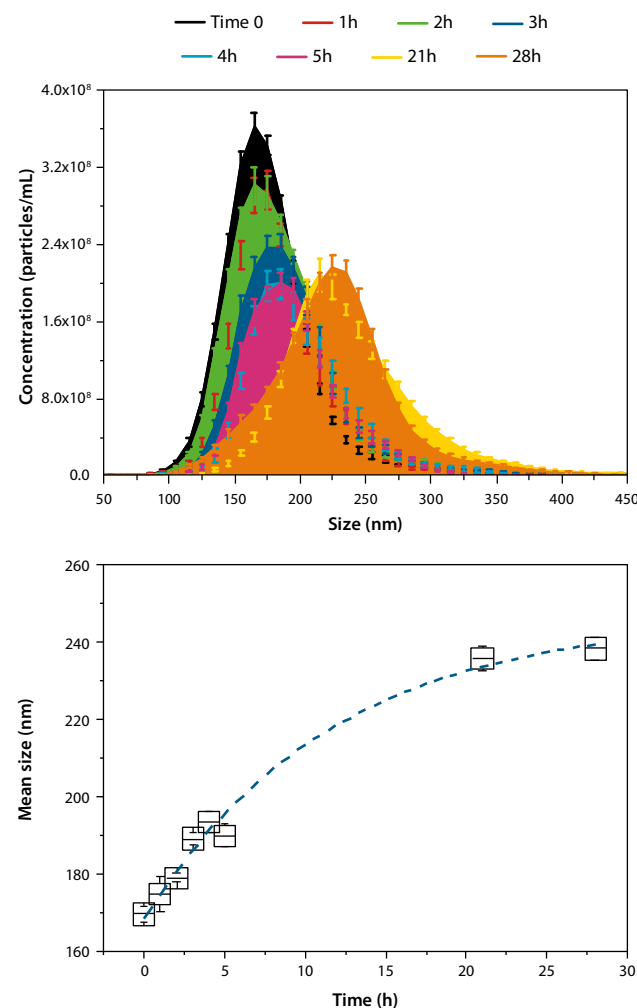 Time 0 1h 2h 3h
4h 5h 21h 28h
4.0x10⁸
3.2x10⁸
2.4x10⁸
1.6x10⁸
8.0x10⁸
0.0
Concentration (particles/mL)
50 100 150 200 250 300 350 400 450
Size (nm)
260
240
220
200
180
160
Mean size (nm)
0 5 10 15 20 25 30
Time (h)